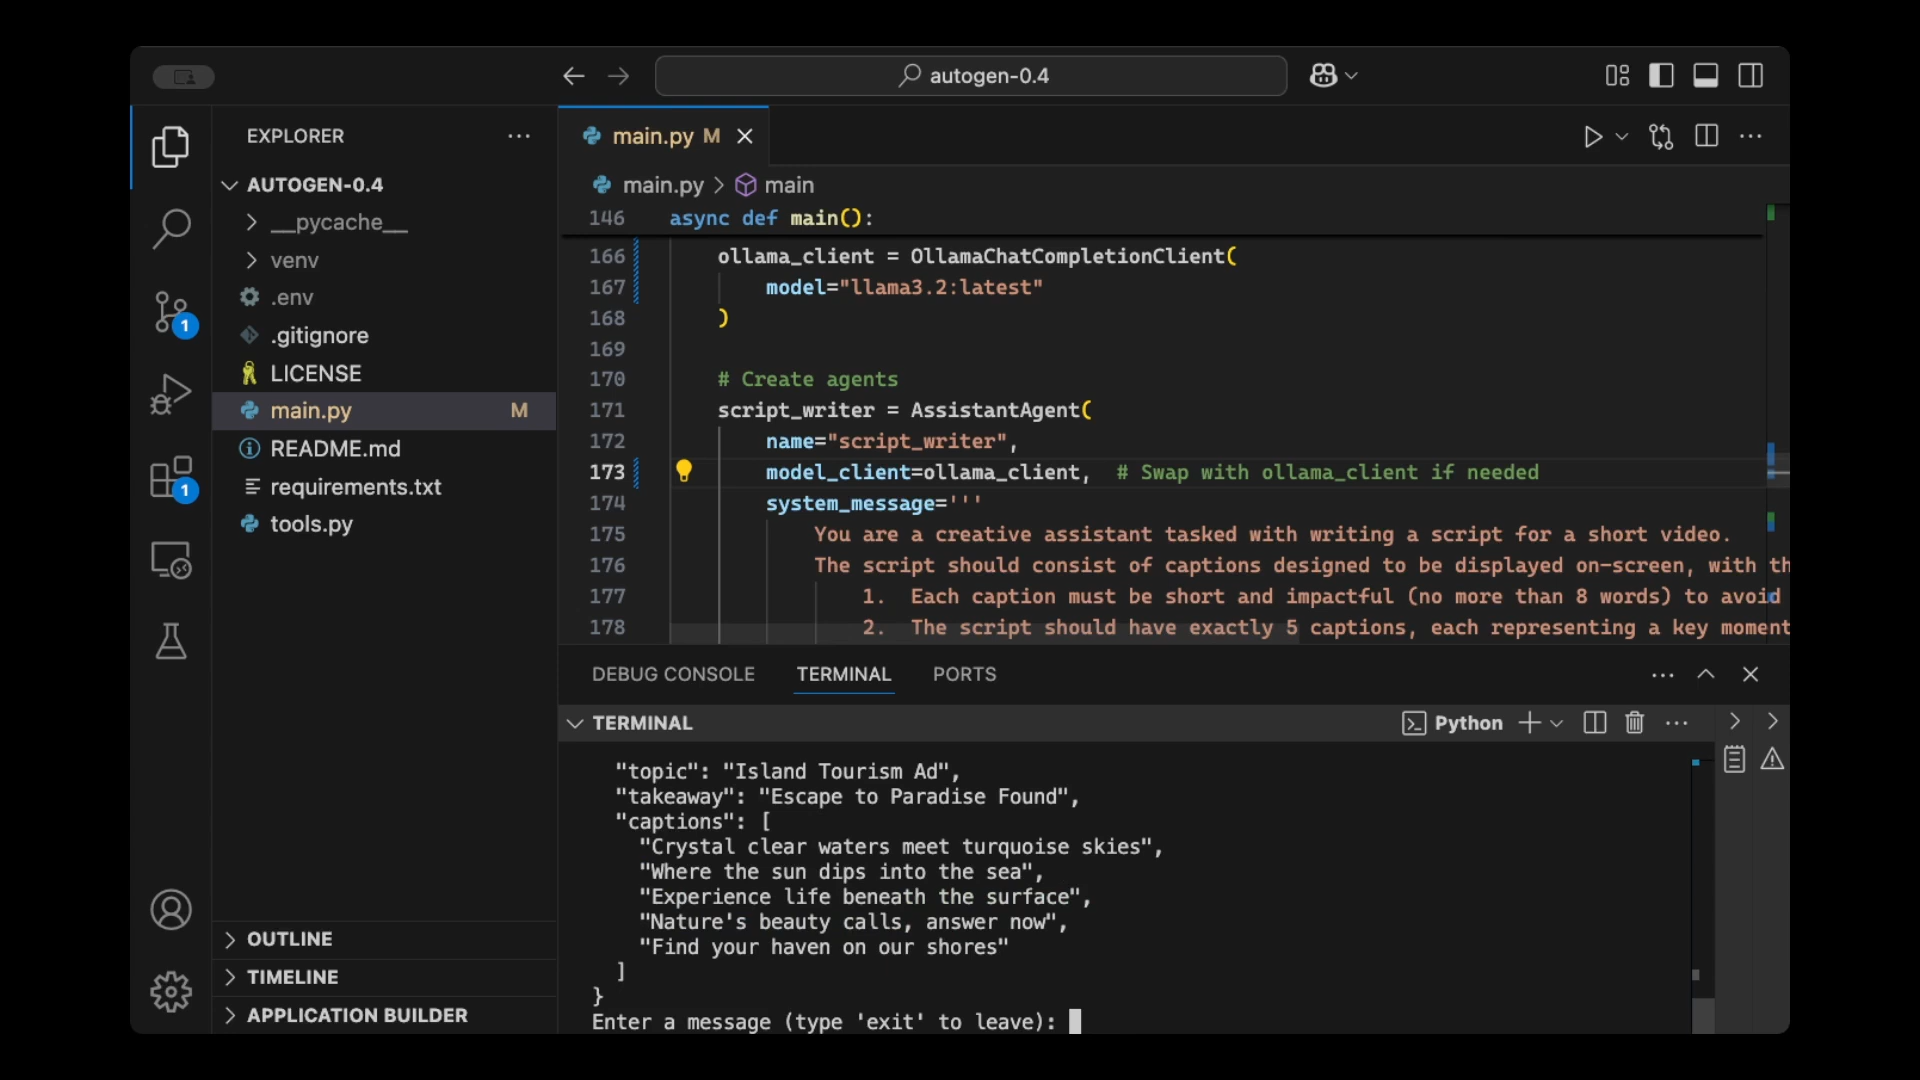 autogen-0.4
EXPLORER
AUTOGEN-0.4
__pycache__
venv
.env
.gitignore
LICENSE
main.py M
README.md
requirements.txt
tools.py
1
1
OUTLINE
TIMELINE
APPLICATION BUILDER
main.py M
main.py > main
146 async def main():
166 ollama_client = OllamaChatCompletionClient(
167 model="llama3.2:latest"
168 )
169
170 # Create agents
171 script_writer = AssistantAgent(
172 name="script_writer",
173 model_client=ollama_client,  # Swap with ollama_client if needed
174 system_message='''
175 You are a creative assistant tasked with writing a script for a short video.
176 The script should consist of captions designed to be displayed on-screen, with th
177 1.  Each caption must be short and impactful (no more than 8 words) to avoid
178 2.  The script should have exactly 5 captions, each representing a key moment
DEBUG CONSOLE TERMINAL PORTS
TERMINAL
Python
"topic": "Island Tourism Ad",
"takeaway": "Escape to Paradise Found",
"captions": [
"Crystal clear waters meet turquoise skies",
"Where the sun dips into the sea",
"Experience life beneath the surface",
"Nature's beauty calls, answer now",
"Find your haven on our shores"
]
}
Enter a message (type 'exit' to leave):